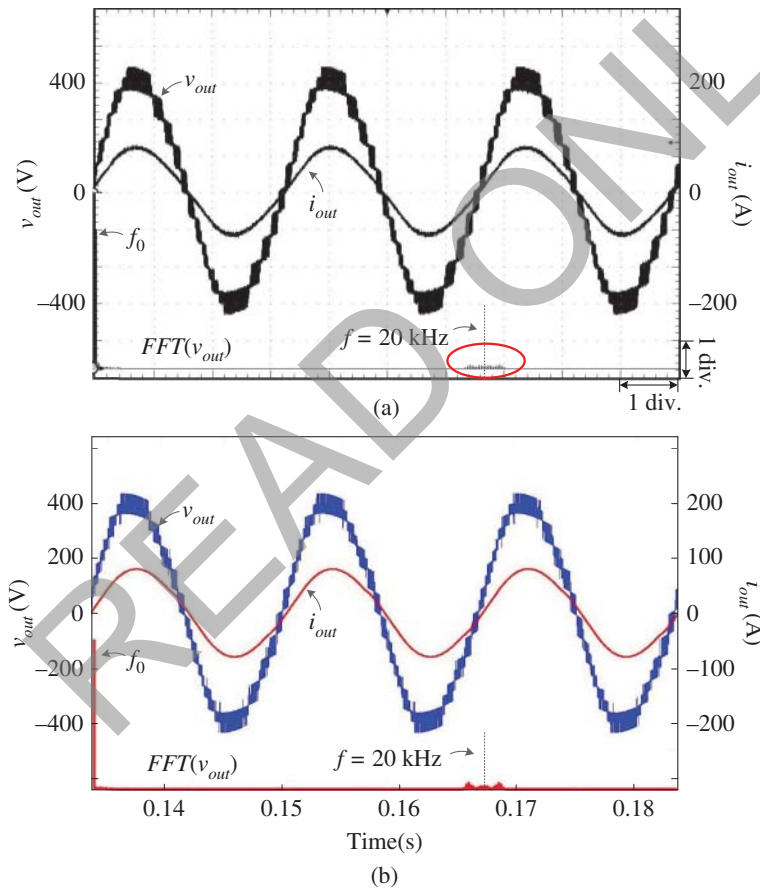 400
200
v_out
v_out (V)
0
0
i_out
i_out (A)
f_0
–400
–200
f = 20 kHz
FFT(v_out)
1 div.
1 div.
(a)
400
200
v_out
200
100
v_out (V)
0
0
i_out
i_out (A)
–200
–100
f_0
–400
–200
f = 20 kHz
FFT(v_out)
0.14
0.15
0.16
0.17
0.18
Time(s)
(b)
READ ONL